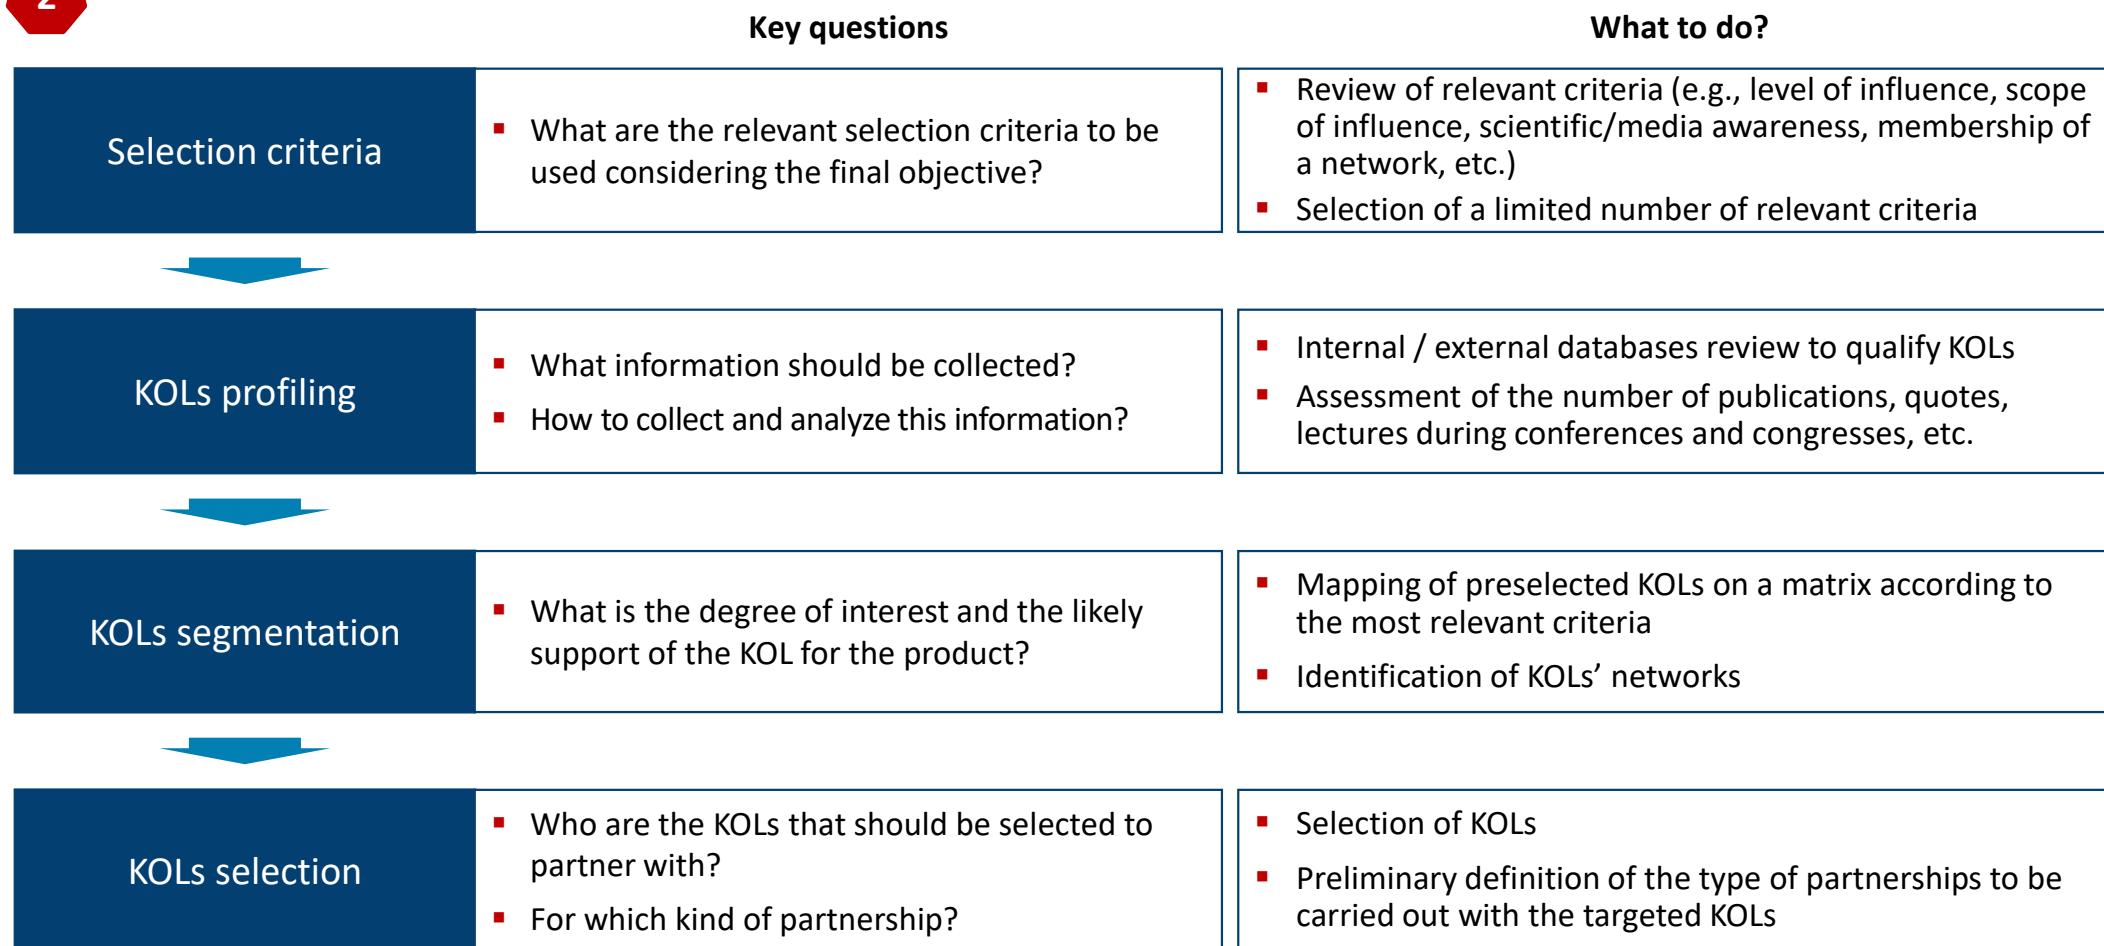 2
Key questions
What to do?
Selection criteria
▪ What are the relevant selection criteria to be
used considering the final objective?
▪ Review of relevant criteria (e.g., level of influence, scope
of influence, scientific/media awareness, membership of
a network, etc.)
▪ Selection of a limited number of relevant criteria
KOLs profiling
▪ What information should be collected?
▪ How to collect and analyze this information?
▪ Internal / external databases review to qualify KOLs
▪ Assessment of the number of publications, quotes,
lectures during conferences and congresses, etc.
KOLs segmentation
▪ What is the degree of interest and the likely
support of the KOL for the product?
▪ Mapping of preselected KOLs on a matrix according to
the most relevant criteria
▪ Identification of KOLs’ networks
KOLs selection
▪ Who are the KOLs that should be selected to
partner with?
▪ For which kind of partnership?
▪ Selection of KOLs
▪ Preliminary definition of the type of partnerships to be
carried out with the targeted KOLs